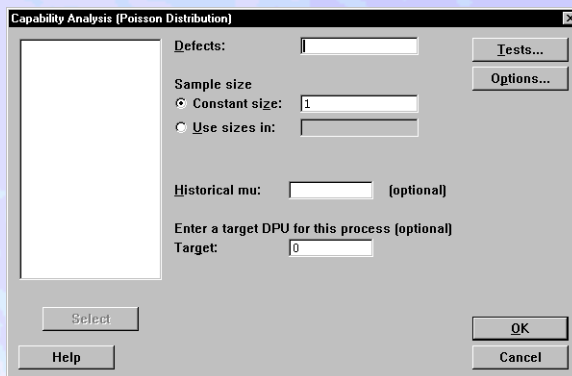 Capability Analysis (Poisson Distribution)
Defects:
Tests...
Options...
Sample size
Constant size: 1
Use sizes in:
Historical mu: (optional)
Enter a target DPU for this process (optional)
Target: 0
Select
OK
Help
Cancel